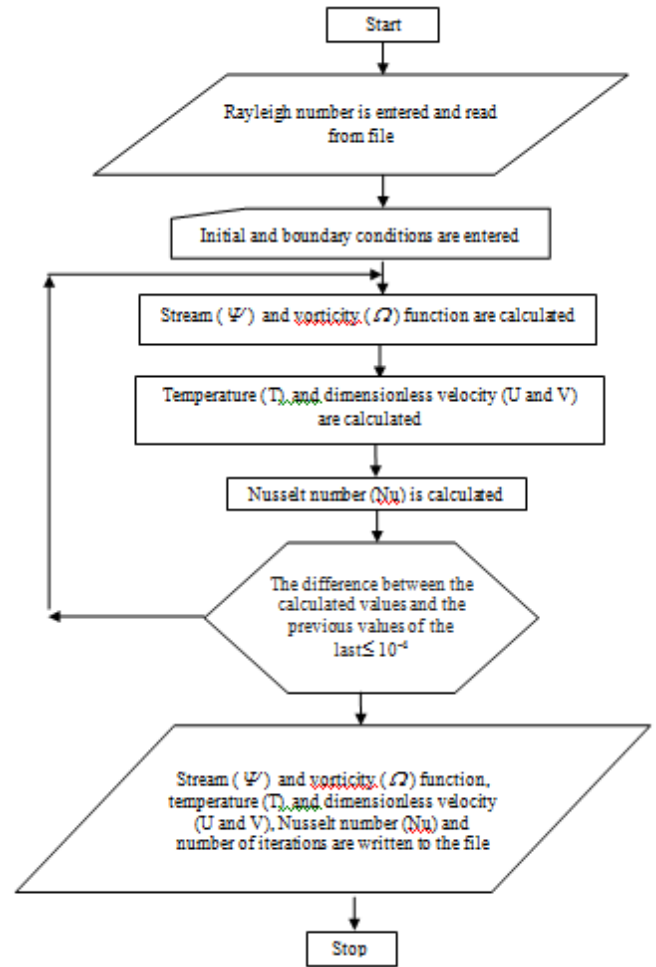 Start
Rayleigh number is entered and read
from file
Initial and boundary conditions are entered
Stream (Ψ) and vorticity (Ω) function are calculated
Temperature (T) and dimensionless velocity (U and V)
are calculated
Nusselt number (Nu) is calculated
The difference between the
calculated values and the
previous values of the
last≤
Stream (Ψ) and vorticity (Ω) function,
temperature (T) and dimensionless velocity
(U and V), Nusselt number (Nu) and
number of iterations are written to the file
Stop